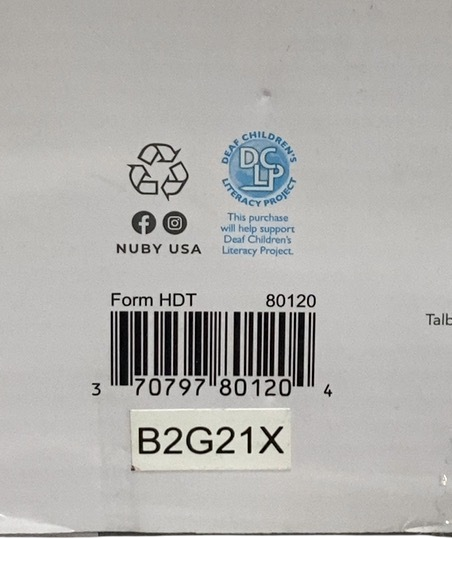 DEAF CHILDREN'S
DCLP
LITERACY PROJECT
This purchase
will help support
Deaf Children's
Literacy Project.
NUBY USA
Form HDT 80120
Talb
3 70797 80120 4
B2G21X